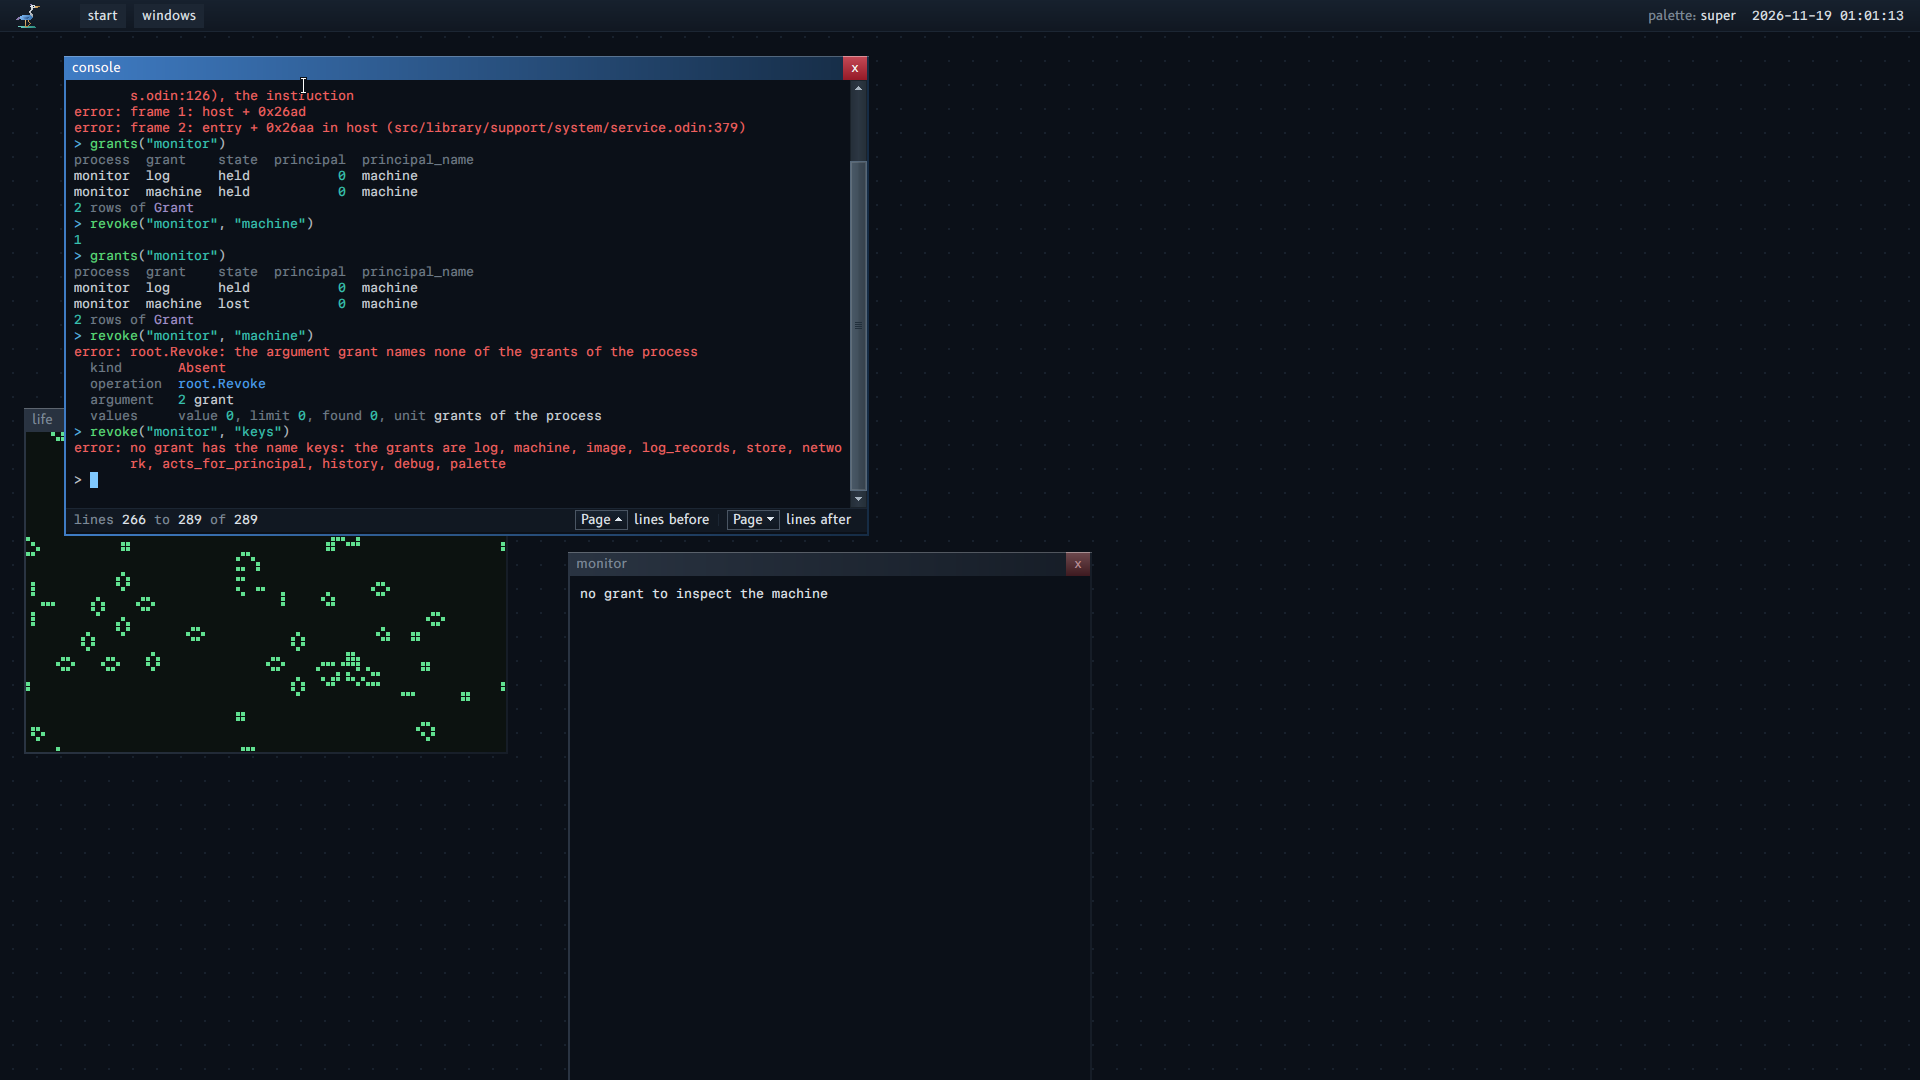 start windows palette: super 2026-11-19 01:01:13
console x
s.odin:126), the instruction
error: frame 1: host + 0x26ad
error: frame 2: entry + 0x26aa in host (src/library/support/system/service.odin:379)
> grants("monitor")
process grant state principal principal_name
monitor log held 0 machine
monitor machine held 0 machine
2 rows of Grant
> revoke("monitor", "machine")
1
> grants("monitor")
process grant state principal principal_name
monitor log held 0 machine
monitor machine lost 0 machine
2 rows of Grant
> revoke("monitor", "machine")
error: root.Revoke: the argument grant names none of the grants of the process
kind Absent
operation root.Revoke
argument 2 grant
values value 0, limit 0, found 0, unit grants of the process
> revoke("monitor", "keys")
error: no grant has the name keys: the grants are log, machine, image, log_records, store, netwo
rk, acts_for_principal, history, debug, palette
>
lines 266 to 289 of 289 Page lines before Page lines after
life
monitor x
no grant to inspect the machine